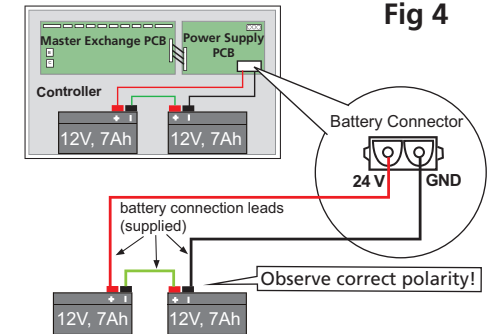 Fig 4
Master Exchange PCB
Power Supply
PCB
Controller
12V, 7Ah
12V, 7Ah
Battery Connector
24 V
GND
battery connection leads
(supplied)
Observe correct polarity!
12V, 7Ah
12V, 7Ah